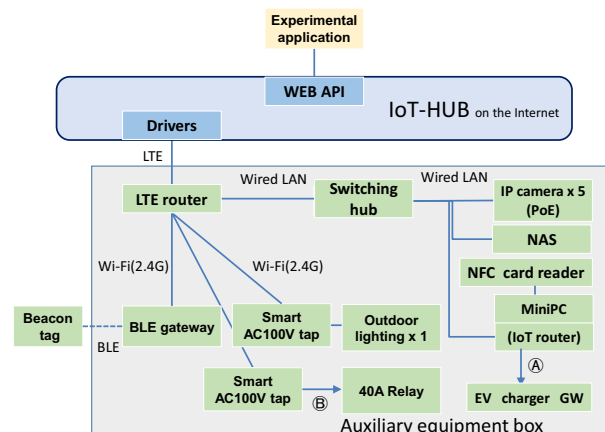 Experimental
application
WEB API
IoT-HUB on the Internet
Drivers
LTE
Wired LAN
Wired LAN
LTE router
Switching
hub
IP camera x 5
(PoE)
NAS
Wi-Fi(2.4G)
Wi-Fi(2.4G)
NFC card reader
Beacon
tag
BLE
BLE gateway
Smart
AC100V tap
Outdoor
lighting x 1
MiniPC
(IoT router)
Ⓐ
Smart
AC100V tap
Ⓑ
40A Relay
EV charger GW
Auxiliary equipment box